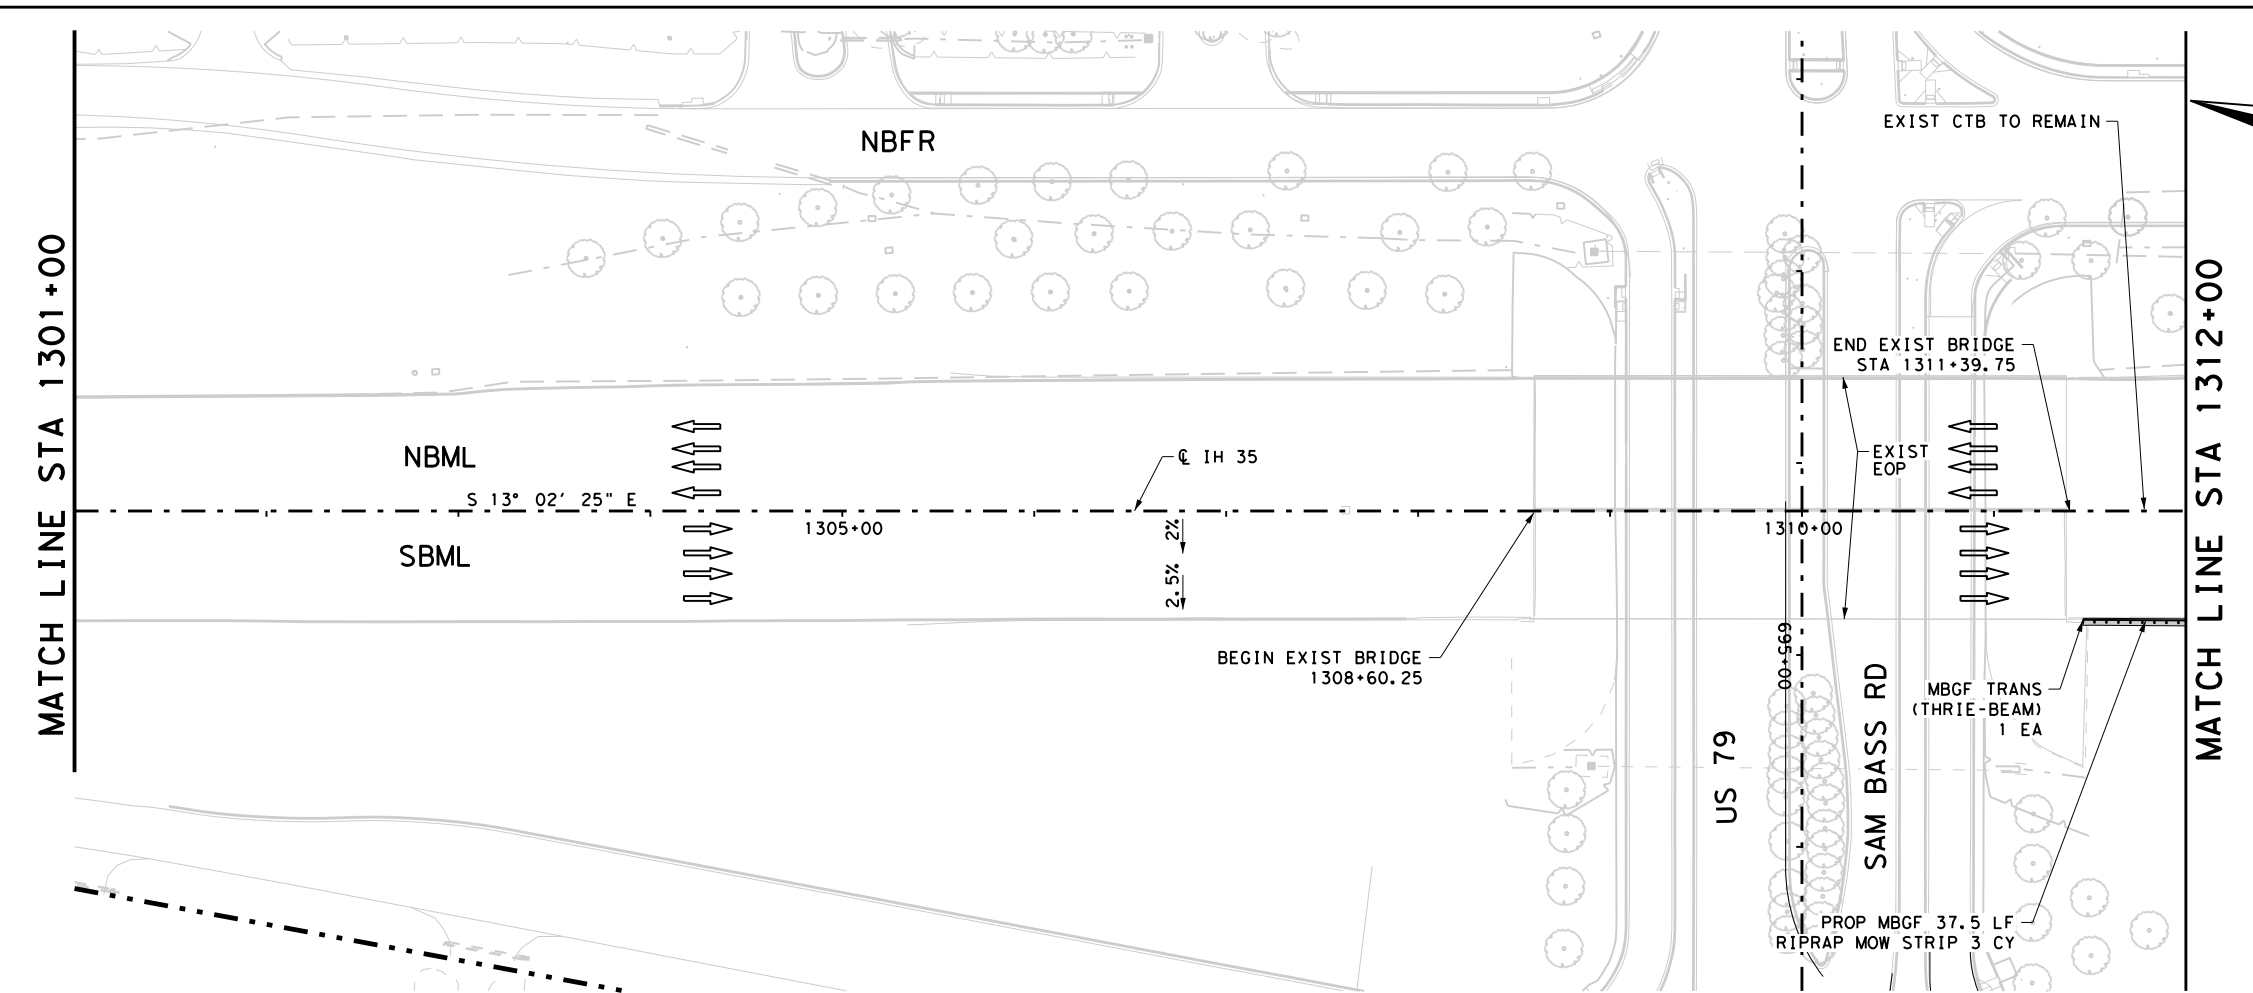 NBFR
EXIST CTB TO REMAIN
MATCH LINE STA 1301+00
MATCH LINE STA 1312+00
END EXIST BRIDGE
STA 1311+39.75
NBML
℄ IH 35
EXIST
EOP
S 13° 02' 25" E
1305+00
2%
1310+00
SBML
2.5%
BEGIN EXIST BRIDGE
1308+60.25
695+00
MBGF TRANS
(THRIE-BEAM)
1 EA
US 79
SAM BASS RD
PROP MBGF 37.5 LF
RIPRAP MOW STRIP 3 CY